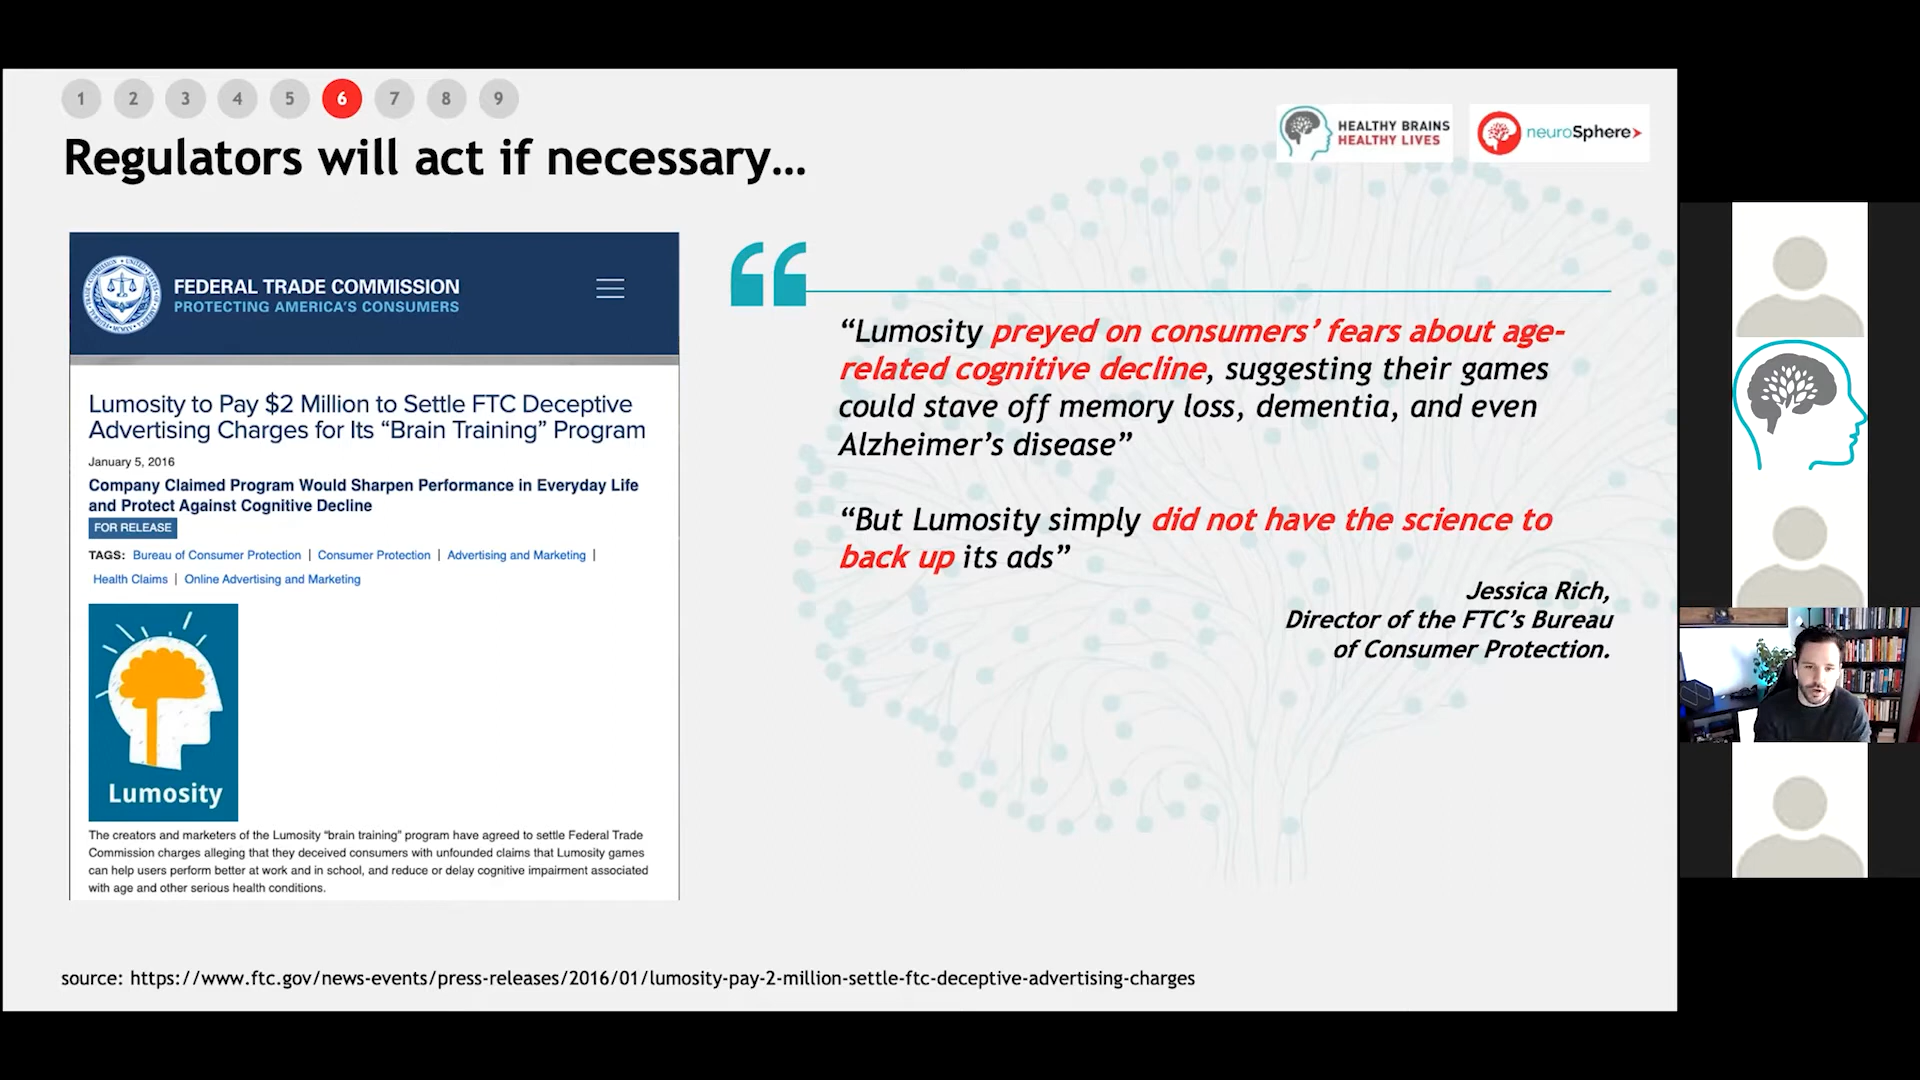 1 2 3 4 5 6 7 8 9
Regulators will act if necessary...
HEALTHY BRAINS
HEALTHY LIVES
neuroSphere
FEDERAL TRADE COMMISSION
PROTECTING AMERICA'S CONSUMERS
Lumosity to Pay $2 Million to Settle FTC Deceptive
Advertising Charges for Its “Brain Training” Program
January 5, 2016
Company Claimed Program Would Sharpen Performance in Everyday Life
and Protect Against Cognitive Decline
FOR RELEASE
TAGS: Bureau of Consumer Protection | Consumer Protection | Advertising and Marketing |
Health Claims | Online Advertising and Marketing
Lumosity
The creators and marketers of the Lumosity “brain training” program have agreed to settle Federal Trade
Commission charges alleging that they deceived consumers with unfounded claims that Lumosity games
can help users perform better at work and in school, and reduce or delay cognitive impairment associated
with age and other serious health conditions.
“Lumosity preyed on consumers’ fears about age-
related cognitive decline, suggesting their games
could stave off memory loss, dementia, and even
Alzheimer’s disease”
“But Lumosity simply did not have the science to
back up its ads”
Jessica Rich,
Director of the FTC’s Bureau
of Consumer Protection.
source: https://www.ftc.gov/news-events/press-releases/2016/01/lumosity-pay-2-million-settle-ftc-deceptive-advertising-charges